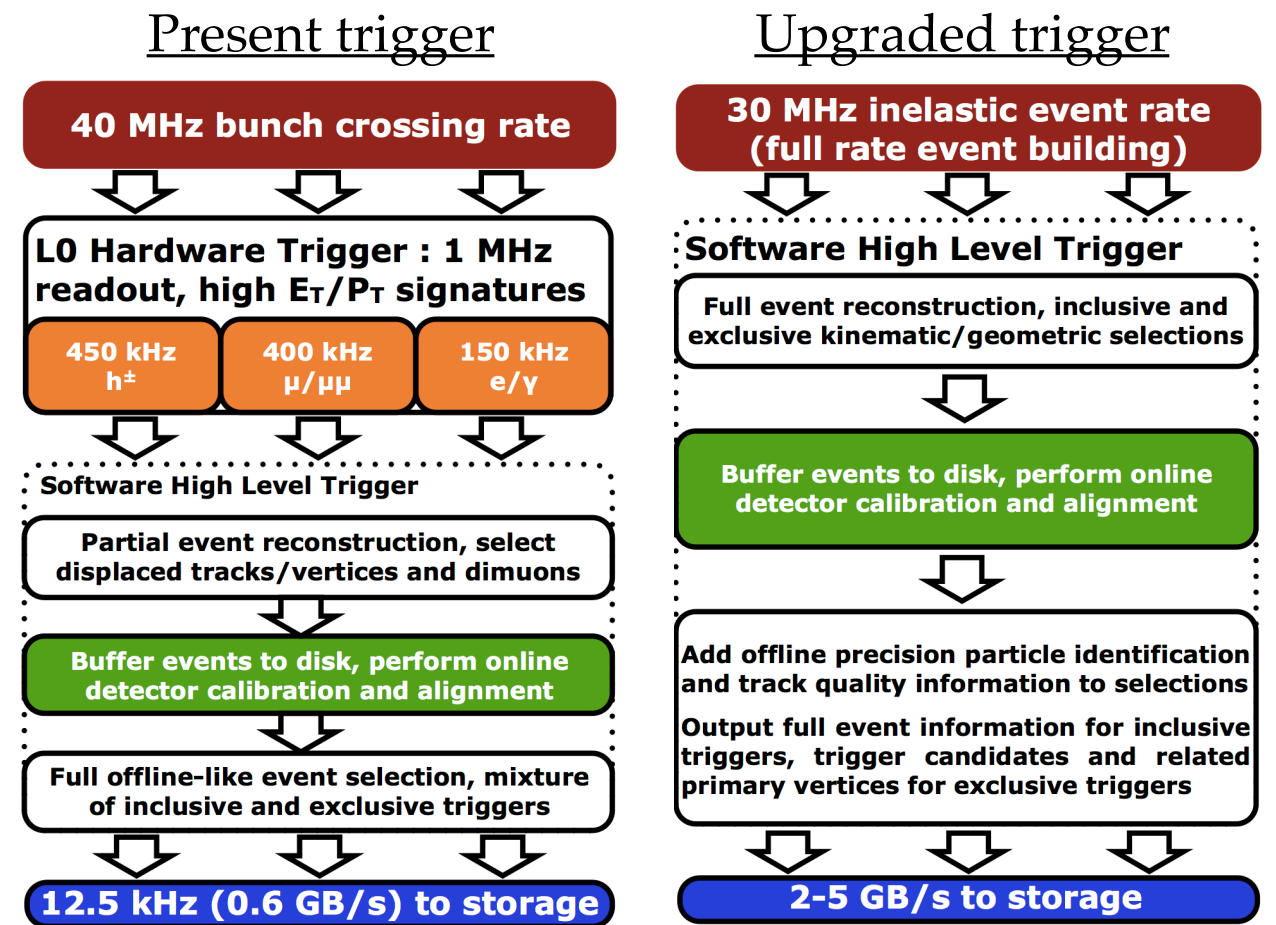 Present trigger
40 MHz bunch crossing rate
L0 Hardware Trigger : 1 MHz
readout, high E_T/P_T signatures
450 kHz
h±
400 kHz
μ/μμ
150 kHz
e/γ
Software High Level Trigger
Partial event reconstruction, select
displaced tracks/vertices and dimuons
Buffer events to disk, perform online
detector calibration and alignment
Full offline-like event selection, mixture
of inclusive and exclusive triggers
12.5 kHz (0.6 GB/s) to storage
Upgraded trigger
30 MHz inelastic event rate
(full rate event building)
Software High Level Trigger
Full event reconstruction, inclusive and
exclusive kinematic/geometric selections
Buffer events to disk, perform online
detector calibration and alignment
Add offline precision particle identification
and track quality information to selections
Output full event information for inclusive
triggers, trigger candidates and related
primary vertices for exclusive triggers
2-5 GB/s to storage